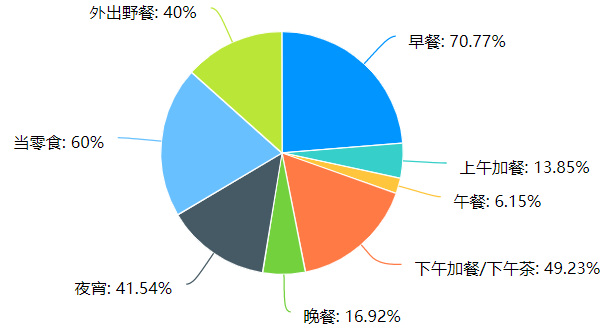 外出野餐: 40%
早餐: 70.77%
当零食: 60%
上午加餐: 13.85%
午餐: 6.15%
下午加餐/下午茶: 49.23%
夜宵: 41.54%
晚餐: 16.92%